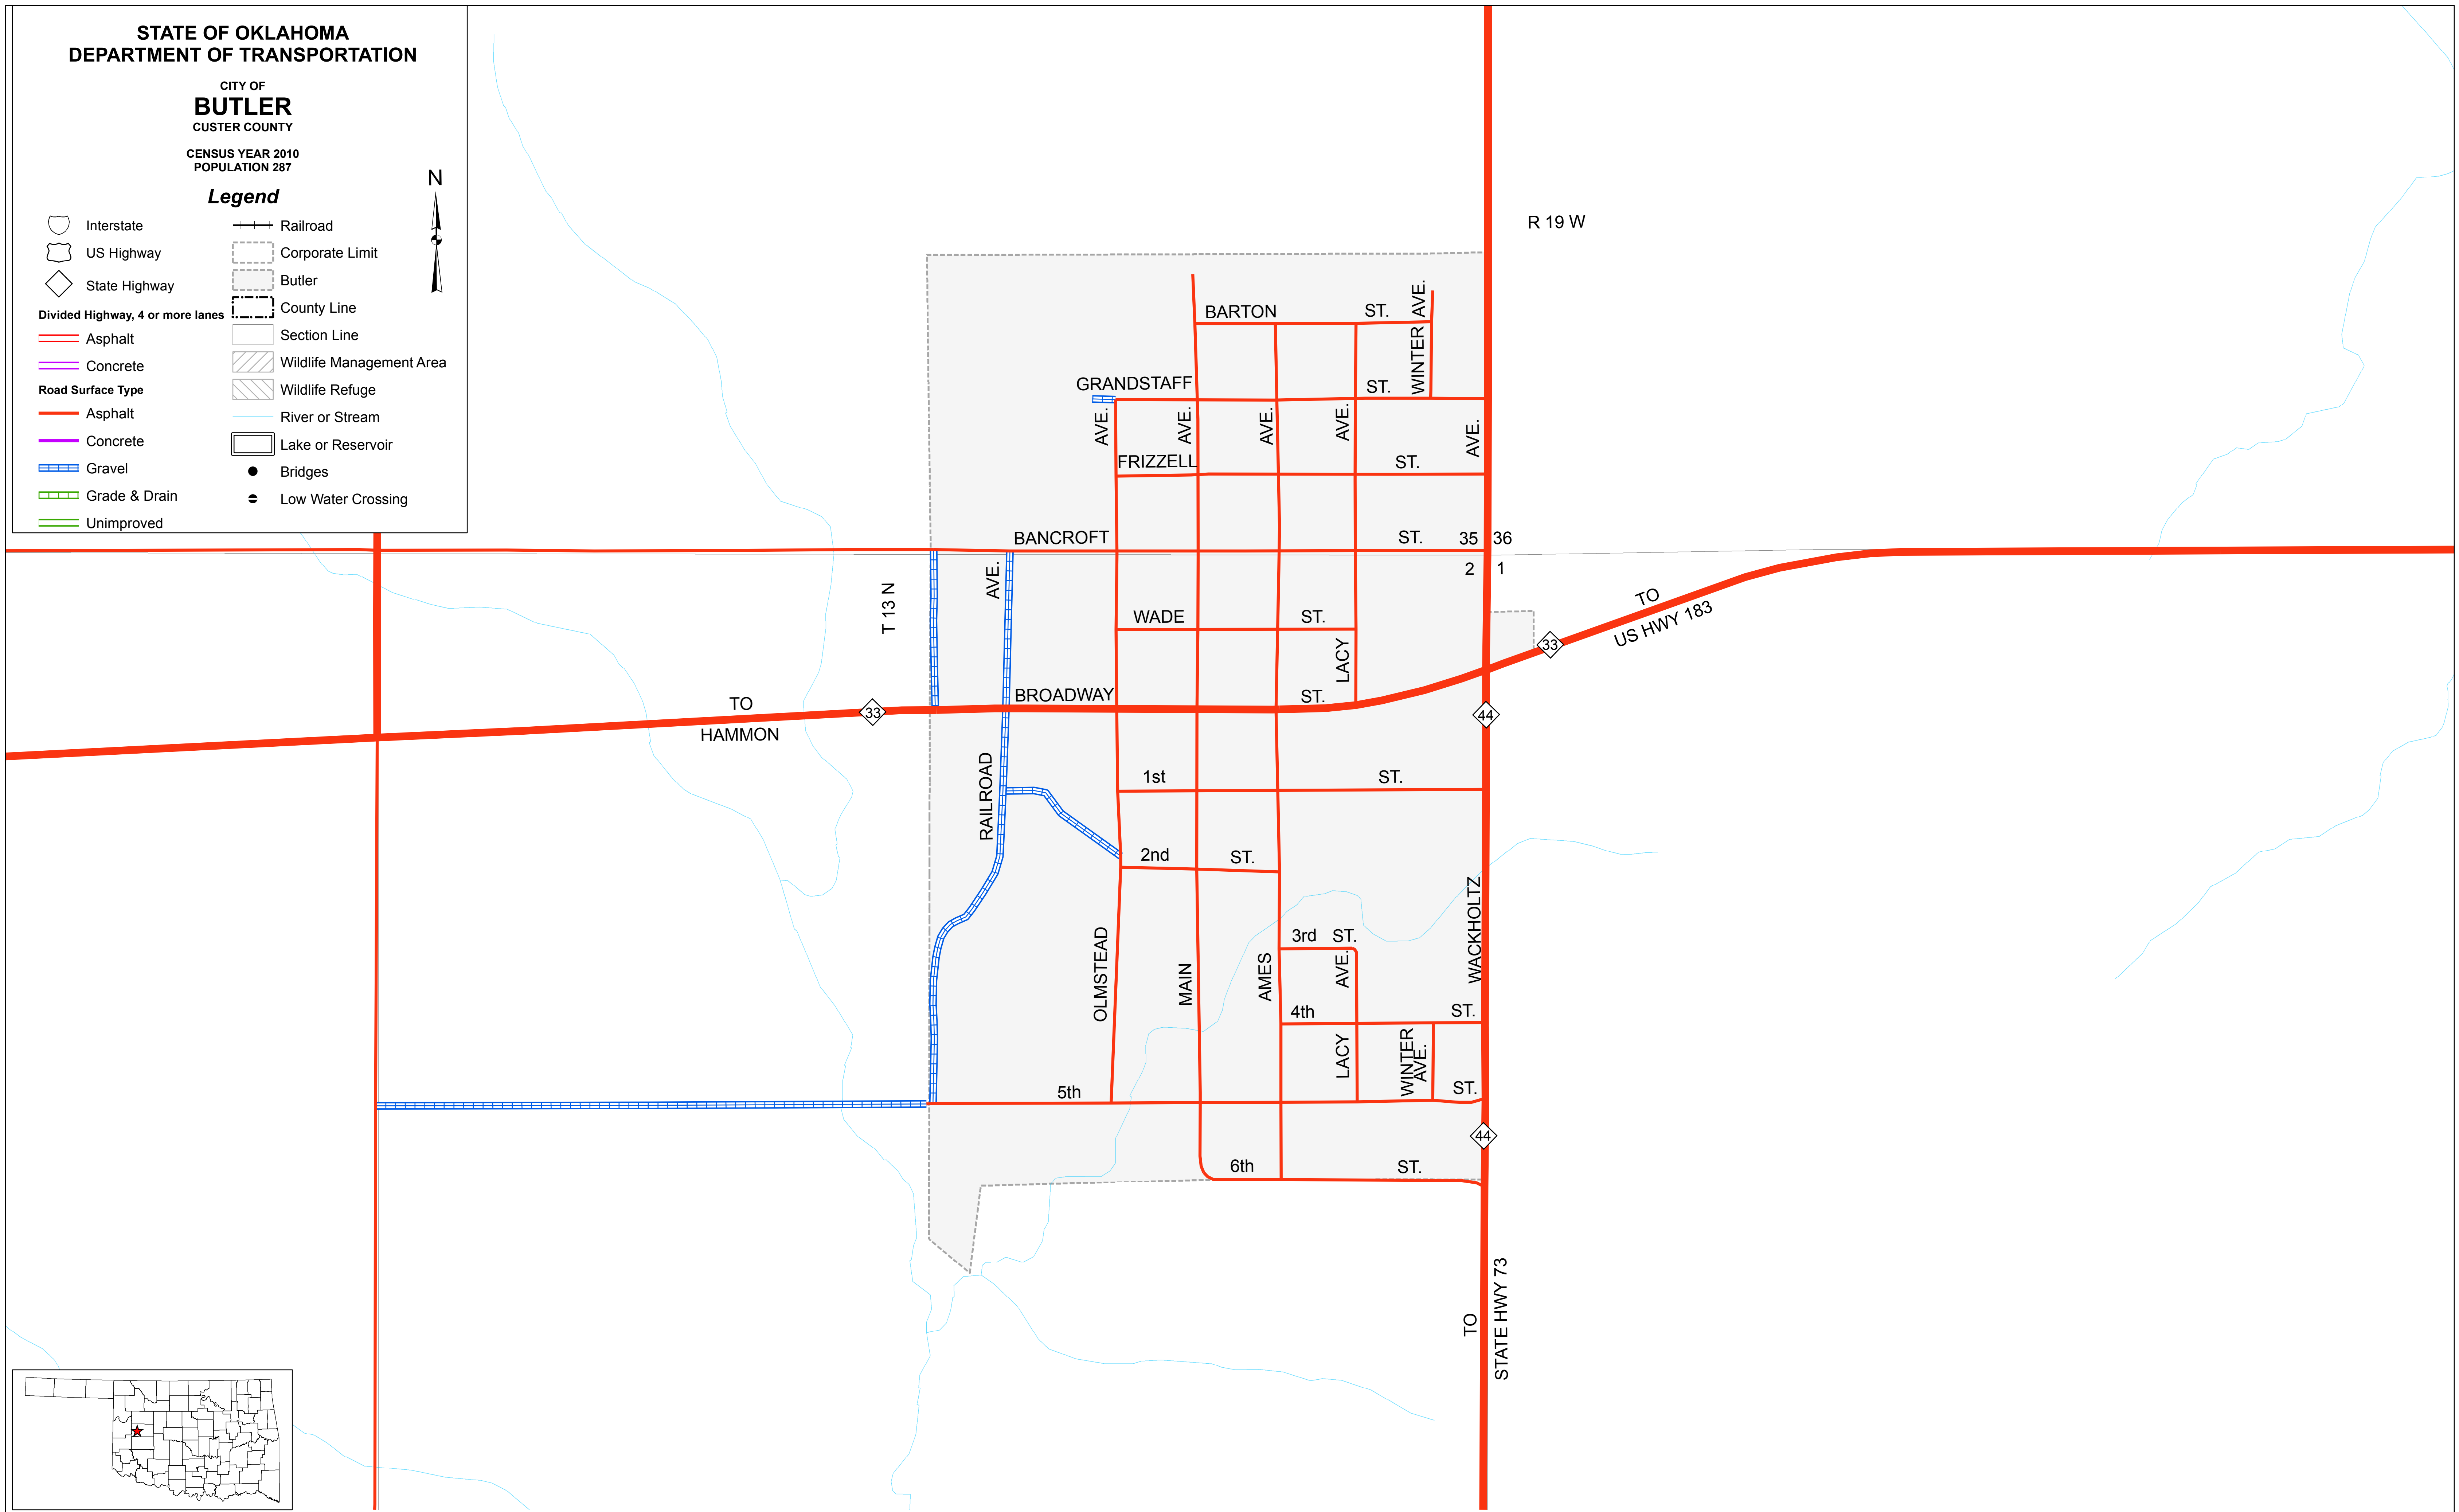 STATE OF OKLAHOMA
DEPARTMENT OF TRANSPORTATION
CITY OF
BUTLER
CUSTER COUNTY
CENSUS YEAR 2010
POPULATION 287
N
Legend
Interstate
US Highway
State Highway
Divided Highway, 4 or more lanes
Asphalt
Concrete
Road Surface Type
Asphalt
Concrete
Gravel
Grade & Drain
Unimproved
Railroad
Corporate Limit
Butler
County Line
Section Line
Wildlife Management Area
Wildlife Refuge
River or Stream
Lake or Reservoir
Bridges
Low Water Crossing
R 19 W
BARTON ST.
WINTER AVE.
GRANDSTAFF ST.
AVE.
AVE.
AVE.
AVE.
AVE.
FRIZZELL ST.
BANCROFT ST.
35 36
2 1
T 13 N
AVE.
WADE ST.
LACY
TO
US HWY 183
33
BROADWAY ST.
TO
HAMMON
33
44
RAILROAD
1st ST.
2nd ST.
OLMSTEAD
MAIN
AMES
WACKHOLTZ
3rd ST.
AVE.
LACY
4th ST.
WINTER
AVE.
5th ST.
44
6th ST.
TO
STATE HWY 73